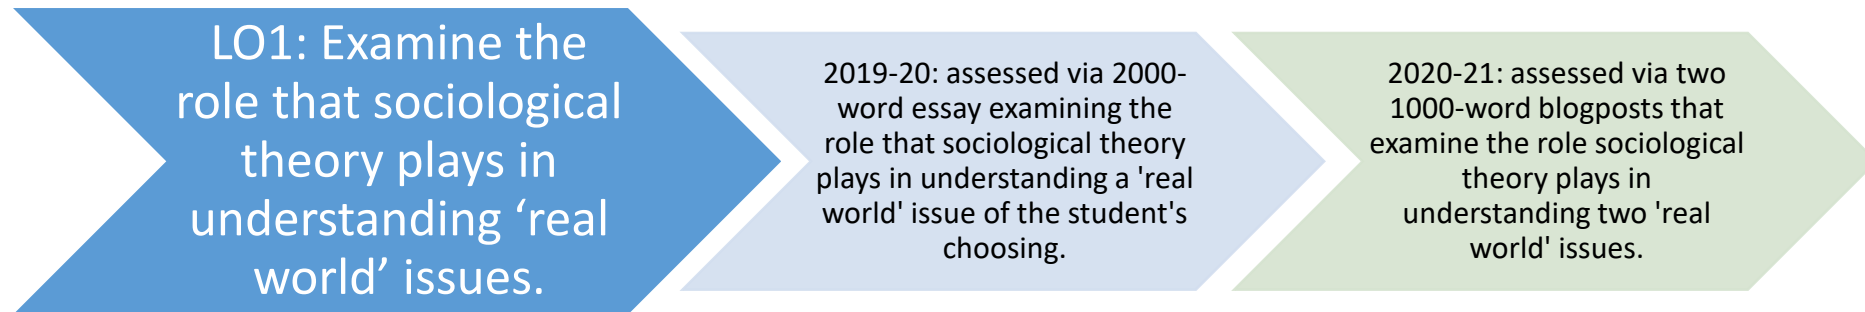 LO1: Examine the
role that sociological
theory plays in
understanding ‘real
world’ issues.
2019-20: assessed via 2000-
word essay examining the
role that sociological theory
plays in understanding a 'real
world' issue of the student's
choosing.
2020-21: assessed via two
1000-word blogposts that
examine the role sociological
theory plays in
understanding two 'real
world' issues.